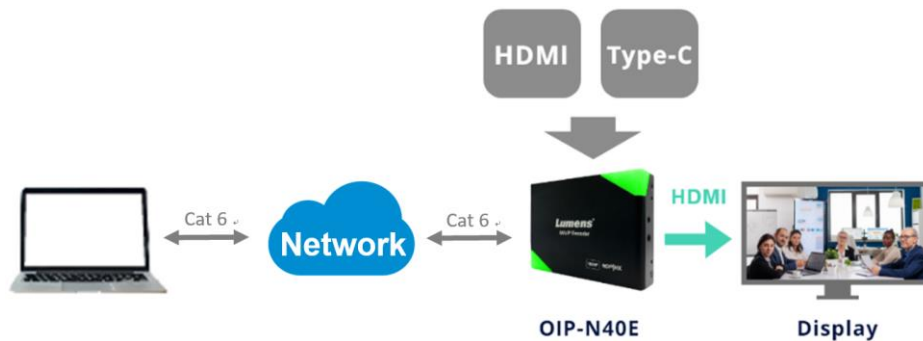 HDMI
Type-C
Cat 6
Network
Cat 6
Lumens
HDMI
OIP-N40E
Display